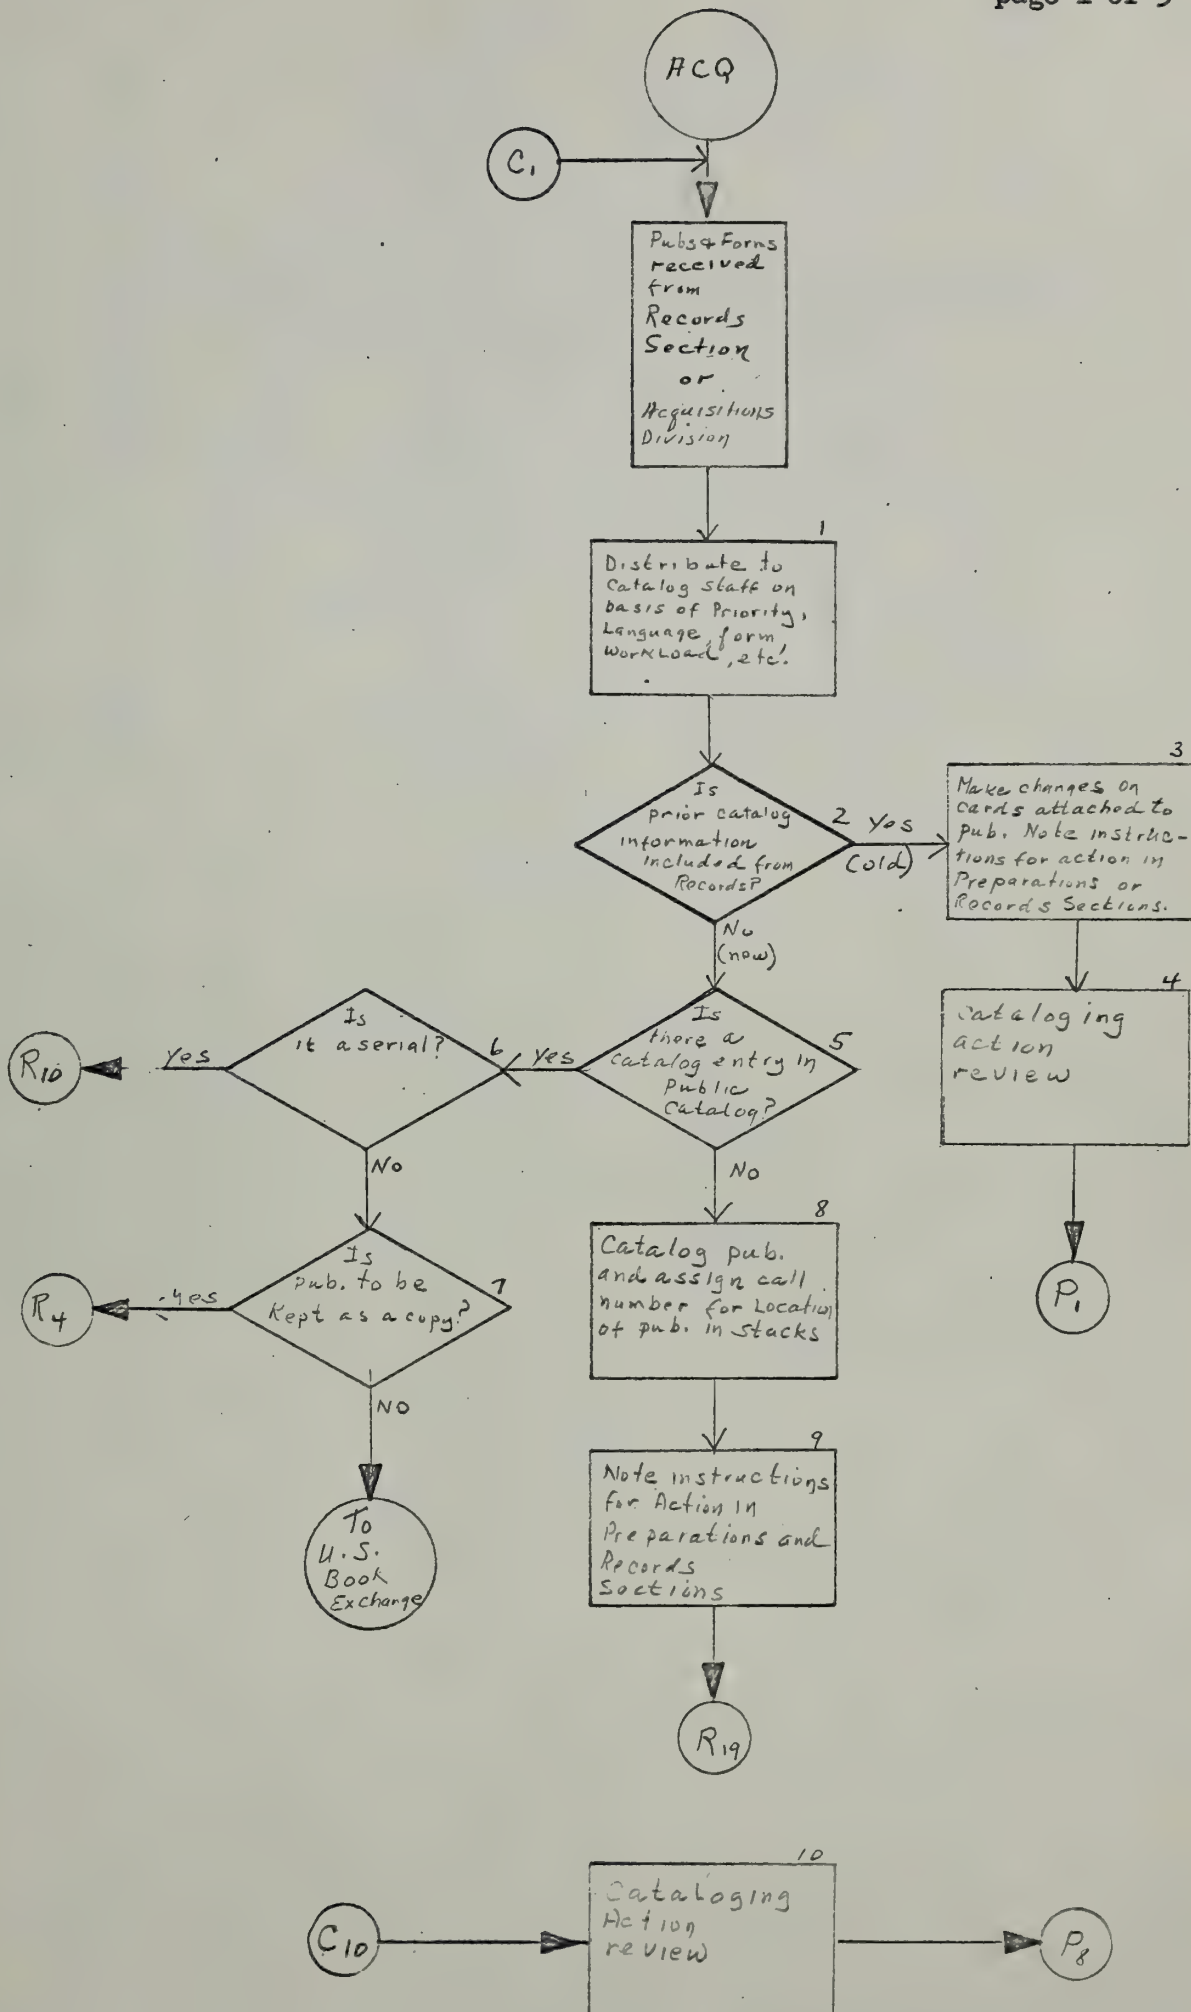 page 1 of 3
ACQ
C1
Pubs & Forms
received
from
Records
Section
or
Acquisitions
Division
1
Distribute to
Catalog staff on
basis of Priority,
Language, form
WorkLoad, etc.
2
Is
prior catalog
information
included from
Records?
Yes
(old)
3
Make changes on
cards attached to
pub. Note instruc-
tions for action in
Preparations or
Records Sections.
No
(new)
4
Cataloging
action
review
P1
5
Is
there a
Catalog entry in
Public
Catalog?
Yes
6
Is
it a serial?
Yes
R10
No
7
Is
pub. to be
Kept as a copy?
Yes
R4
NO
To
U.S.
Book
Exchange
No
8
Catalog pub.
and assign call
number for Location
of pub. in stacks
9
Note instructions
for Action In
Preparations and
Records
Sections
R19
C10
10
Cataloging
Action
review
P8